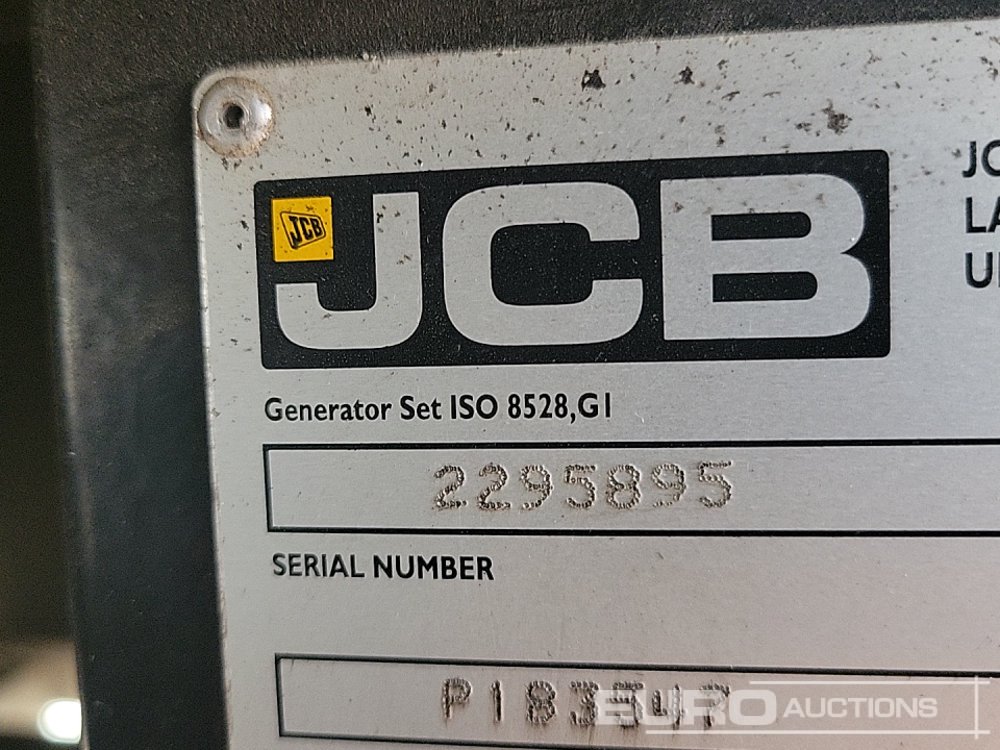 JCB
JCB
Generator Set ISO 8528,G1
2295895
SERIAL NUMBER
EURO AUCTIONS